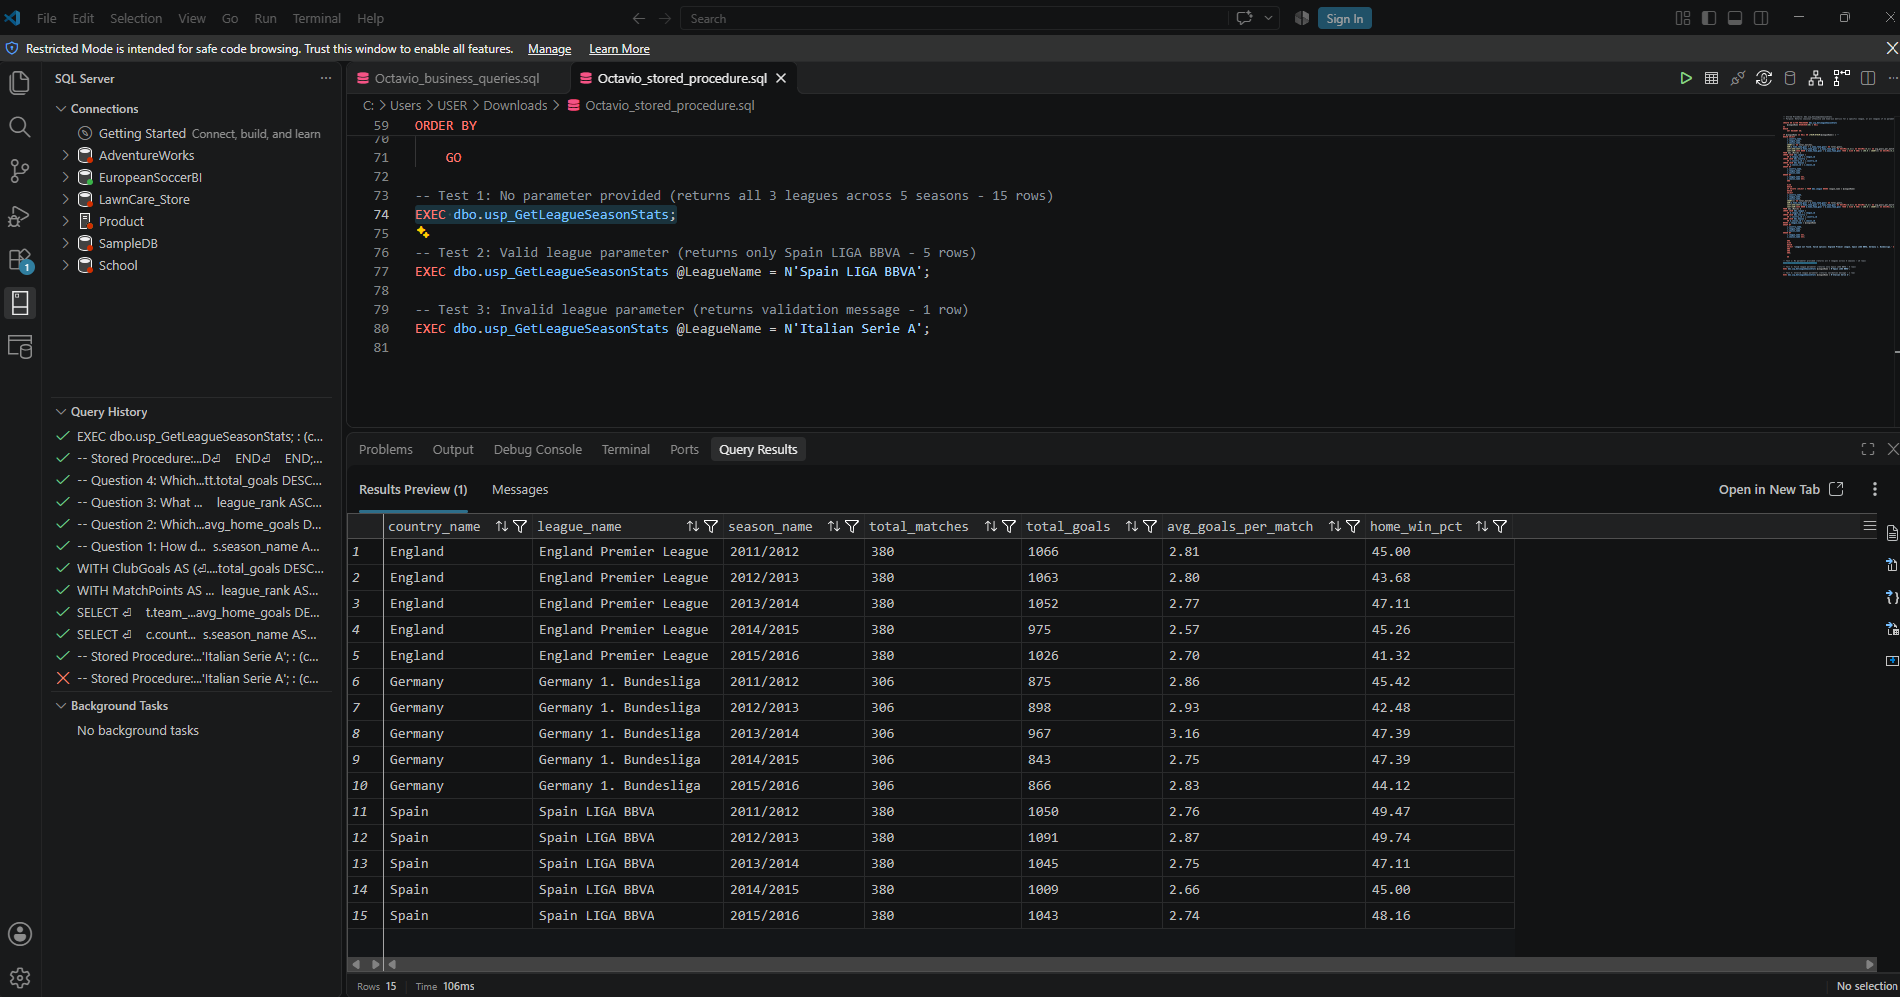 File Edit Selection View Go Run Terminal Help
Search
Sign In
Restricted Mode is intended for safe code browsing. Trust this window to enable all features. Manage Learn More
SQL Server
Connections
Getting Started Connect, build, and learn
AdventureWorks
EuropeanSoccerBI
LawnCare_Store
Product
SampleDB
School
1
Query History
EXEC dbo.usp_GetLeagueSeasonStats; : (c...
-- Stored Procedure:...D⏎ END⏎ END;...
-- Question 4: Which...tt.total_goals DESC...
-- Question 3: What ... league_rank ASC...
-- Question 2: Which...avg_home_goals D...
-- Question 1: How d... s.season_name A...
WITH ClubGoals AS (⏎....total_goals DESC...
WITH MatchPoints AS ... league_rank AS...
SELECT ⏎ t.team_...avg_home_goals DE...
SELECT ⏎ c.count... s.season_name AS...
-- Stored Procedure:...'Italian Serie A'; : (c...
-- Stored Procedure:...'Italian Serie A'; : (c...
Background Tasks
No background tasks
Octavio_business_queries.sql
Octavio_stored_procedure.sql
C: > Users > USER > Downloads > Octavio_stored_procedure.sql
59 ORDER BY
70
71 GO
72
73 -- Test 1: No parameter provided (returns all 3 leagues across 5 seasons - 15 rows)
74 EXEC dbo.usp_GetLeagueSeasonStats;
75
76 -- Test 2: Valid league parameter (returns only Spain LIGA BBVA - 5 rows)
77 EXEC dbo.usp_GetLeagueSeasonStats @LeagueName = N'Spain LIGA BBVA';
78
79 -- Test 3: Invalid league parameter (returns validation message - 1 row)
80 EXEC dbo.usp_GetLeagueSeasonStats @LeagueName = N'Italian Serie A';
81
Problems Output Debug Console Terminal Ports Query Results
Results Preview (1) Messages
Open in New Tab
country_name league_name season_name total_matches total_goals avg_goals_per_match home_win_pct
1 England England Premier League 2011/2012 380 1066 2.81 45.00
2 England England Premier League 2012/2013 380 1063 2.80 43.68
3 England England Premier League 2013/2014 380 1052 2.77 47.11
4 England England Premier League 2014/2015 380 975 2.57 45.26
5 England England Premier League 2015/2016 380 1026 2.70 41.32
6 Germany Germany 1. Bundesliga 2011/2012 306 875 2.86 45.42
7 Germany Germany 1. Bundesliga 2012/2013 306 898 2.93 42.48
8 Germany Germany 1. Bundesliga 2013/2014 306 967 3.16 47.39
9 Germany Germany 1. Bundesliga 2014/2015 306 843 2.75 47.39
10 Germany Germany 1. Bundesliga 2015/2016 306 866 2.83 44.12
11 Spain Spain LIGA BBVA 2011/2012 380 1050 2.76 49.47
12 Spain Spain LIGA BBVA 2012/2013 380 1091 2.87 49.74
13 Spain Spain LIGA BBVA 2013/2014 380 1045 2.75 47.11
14 Spain Spain LIGA BBVA 2014/2015 380 1009 2.66 45.00
15 Spain Spain LIGA BBVA 2015/2016 380 1043 2.74 48.16
Rows 15 Time 106ms
No selection